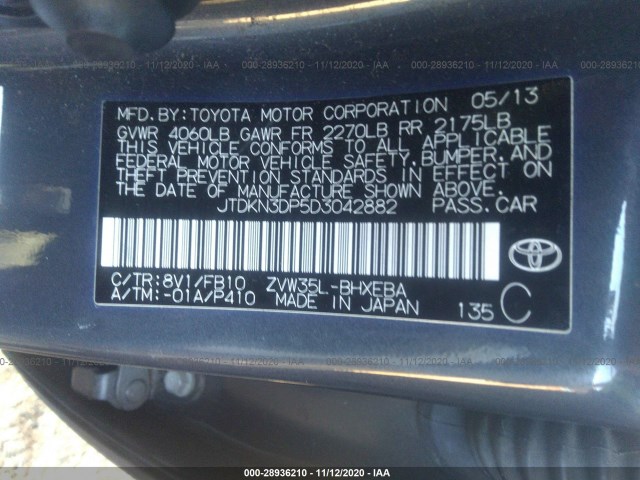 MFD. BY: TOYOTA MOTOR CORPORATION 05/13
GVWR 4060LB GAWR FR 2270LB RR 2175LB
THIS VEHICLE CONFORMS TO ALL APPLICABLE
FEDERAL MOTOR VEHICLE SAFETY, BUMPER, AND
THEFT PREVENTION STANDARDS IN EFFECT ON
THE DATE OF MANUFACTURE SHOWN ABOVE.
JTDKN3DP5D3042882 PASS. CAR
C/TR: 8V1/FB10 ZVW35L-BHXEBA
A/TM: -01A/P410 MADE IN JAPAN 135 C
000-28936210 - 11/12/2020 - IAA